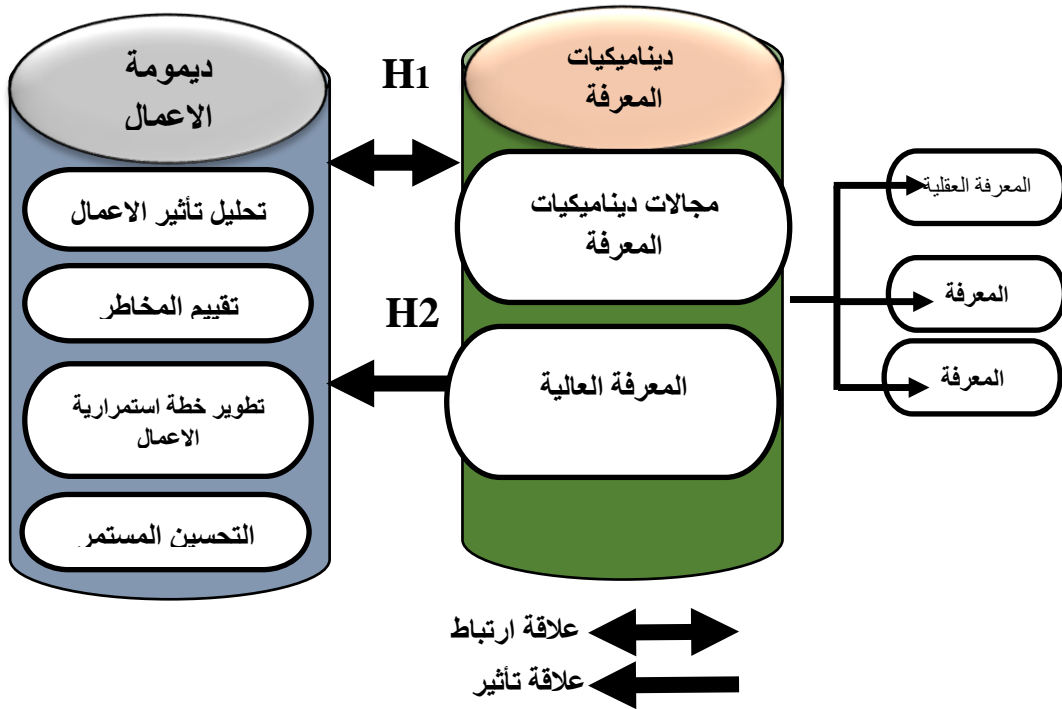 ديناميكيات
المعرفة
مجالات ديناميكيات
المعرفة
المعرفة العالية
المعرفة العقلية
المعرفة
المعرفة
H1
H2
ديمومة
الاعمال
تحليل تأثير الاعمال
تقييم المخاطر
تطوير خطة استمرارية
الاعمال
التحسين المستمر
علاقة ارتباط
علاقة تأثير